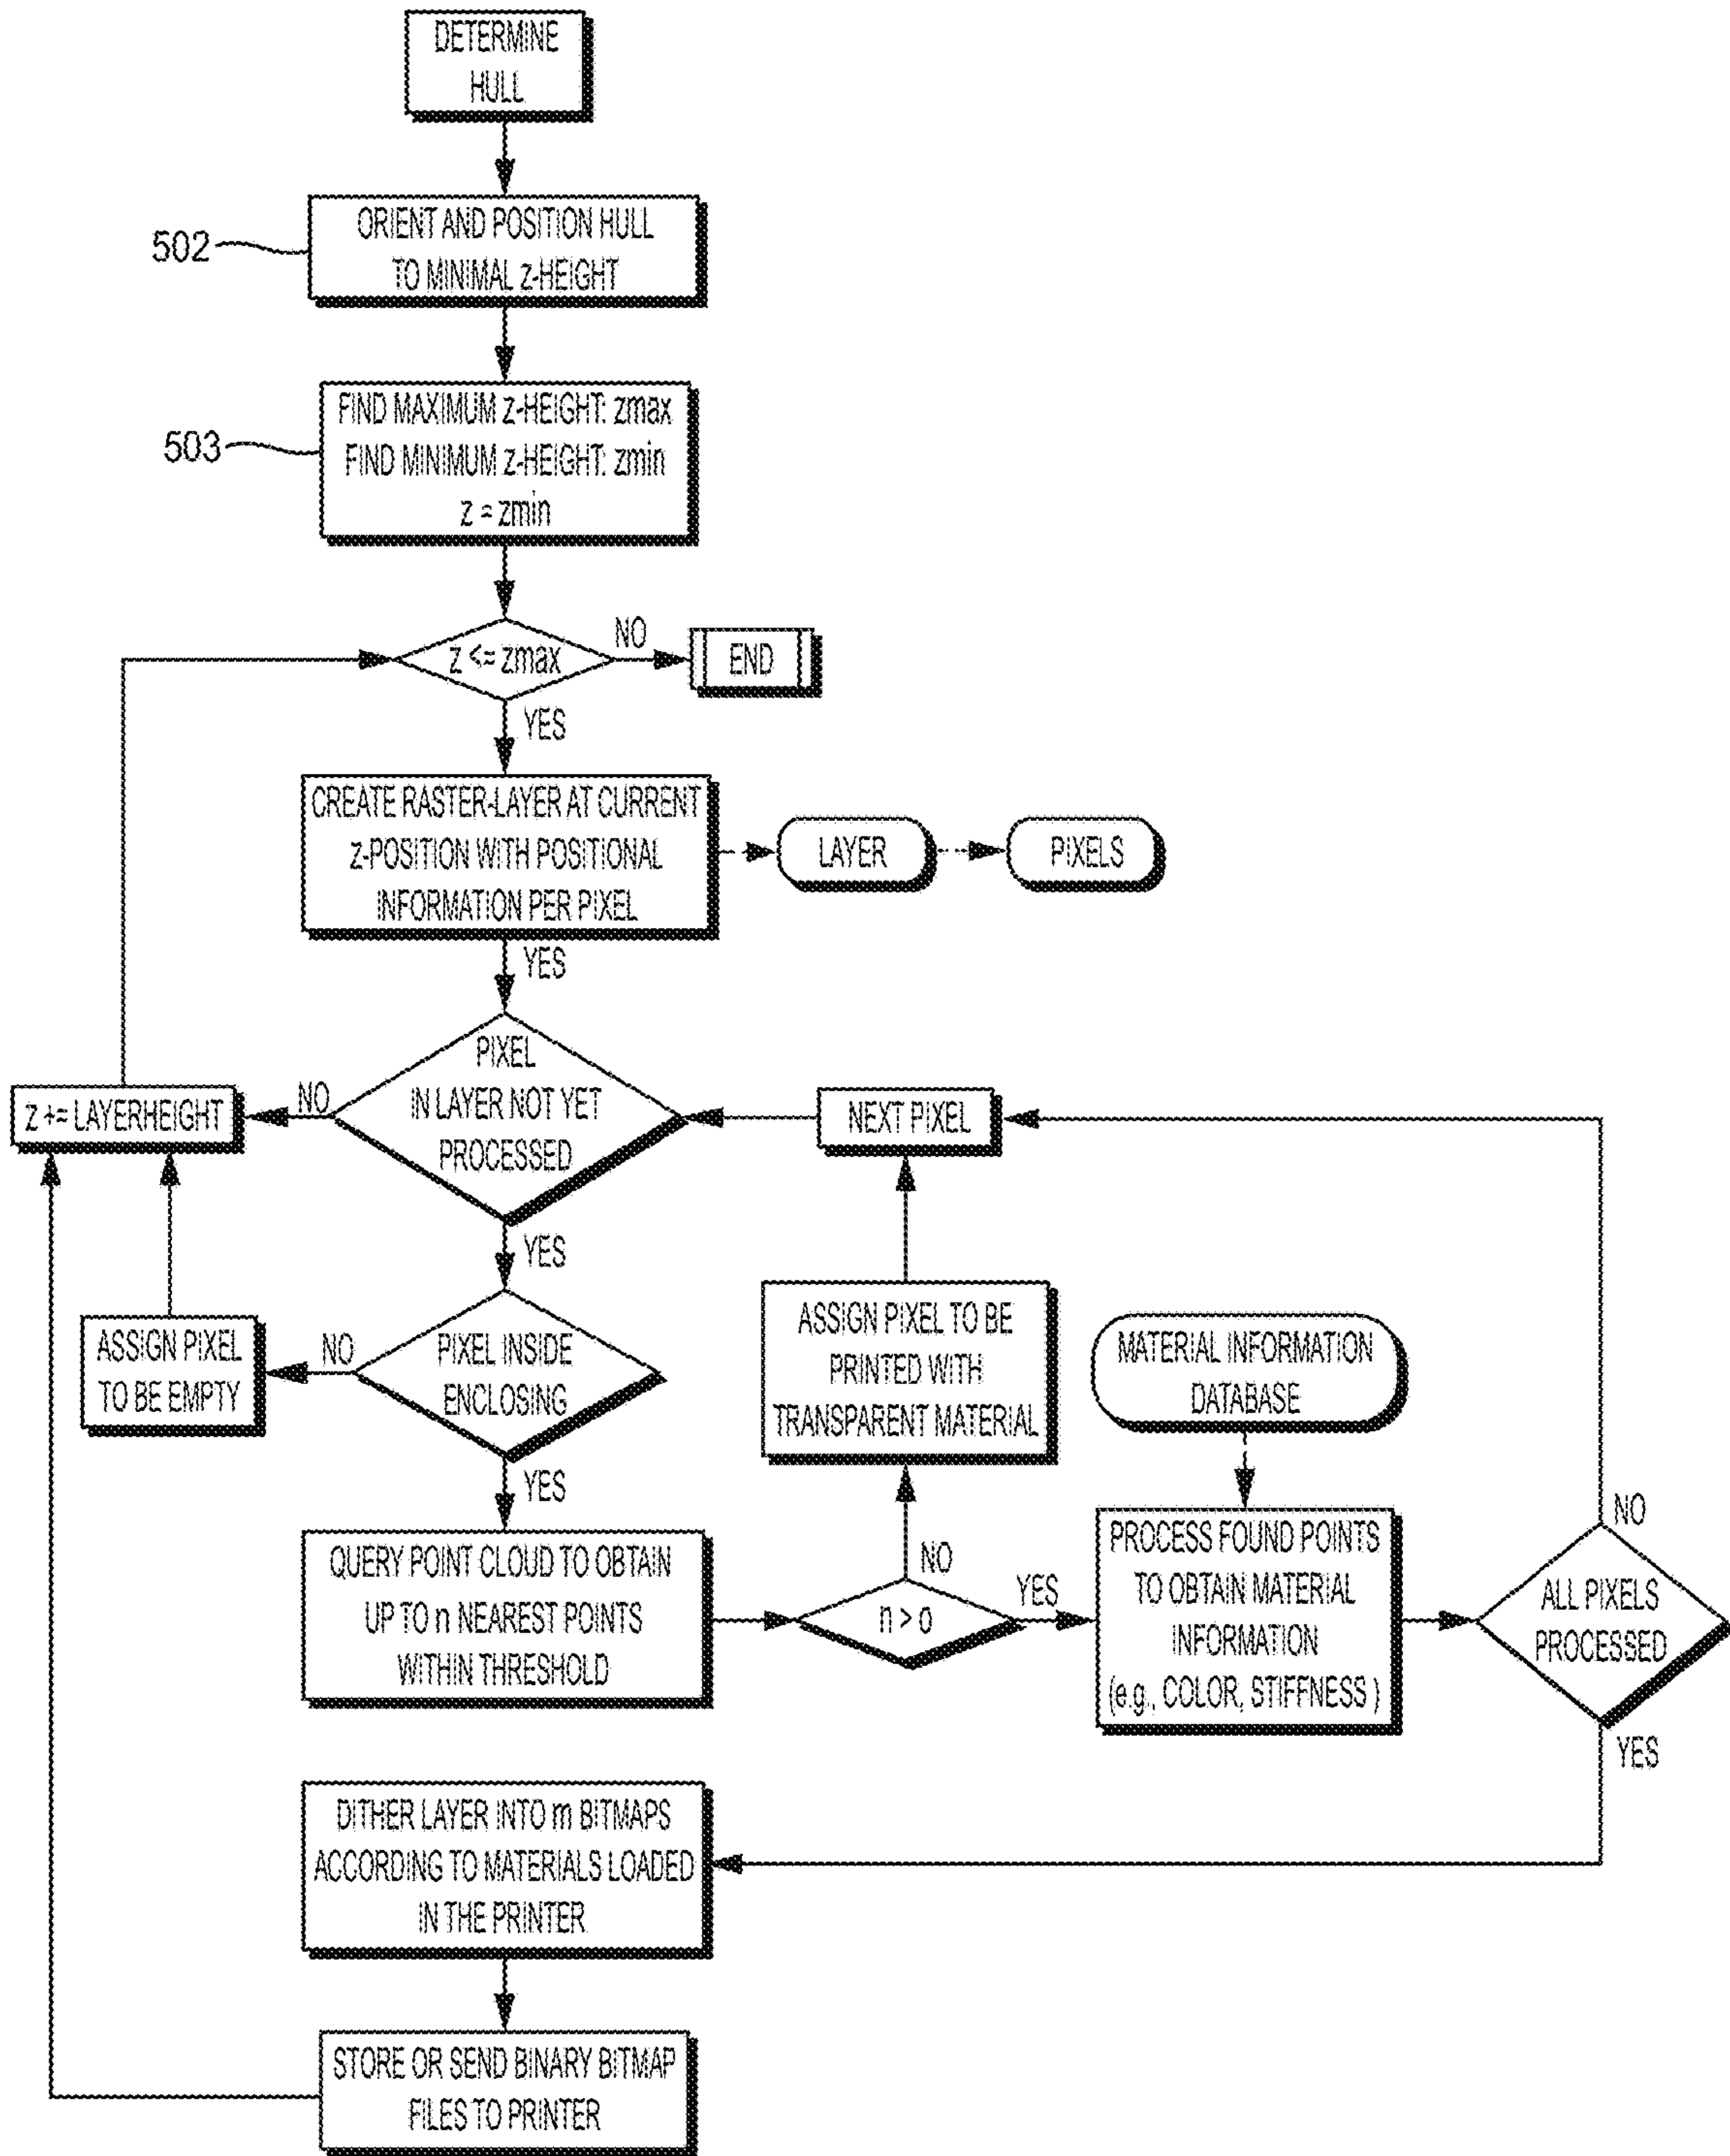 DETERMINE
HULL
502
ORIENT AND POSITION HULL
TO MINIMAL z-HEIGHT
503
FIND MAXIMUM z-HEIGHT: zmax
FIND MINIMUM z-HEIGHT: zmin
z = zmin
z <= zmax
NO
END
YES
CREATE RASTER-LAYER AT CURRENT
z-POSITION WITH POSITIONAL
INFORMATION PER PIXEL
LAYER
PIXELS
YES
PIXEL
IN LAYER NOT YET
PROCESSED
NO
z += LAYERHEIGHT
NEXT PIXEL
YES
PIXEL INSIDE
ENCLOSING
NO
ASSIGN PIXEL
TO BE EMPTY
ASSIGN PIXEL TO BE
PRINTED WITH
TRANSPARENT MATERIAL
MATERIAL INFORMATION
DATABASE
YES
QUERY POINT CLOUD TO OBTAIN
UP TO n NEAREST POINTS
WITHIN THRESHOLD
n > o
NO
YES
PROCESS FOUND POINTS
TO OBTAIN MATERIAL
INFORMATION
(e.g., COLOR, STIFFNESS )
ALL PIXELS
PROCESSED
NO
YES
DITHER LAYER INTO m BITMAPS
ACCORDING TO MATERIALS LOADED
IN THE PRINTER
STORE OR SEND BINARY BITMAP
FILES TO PRINTER